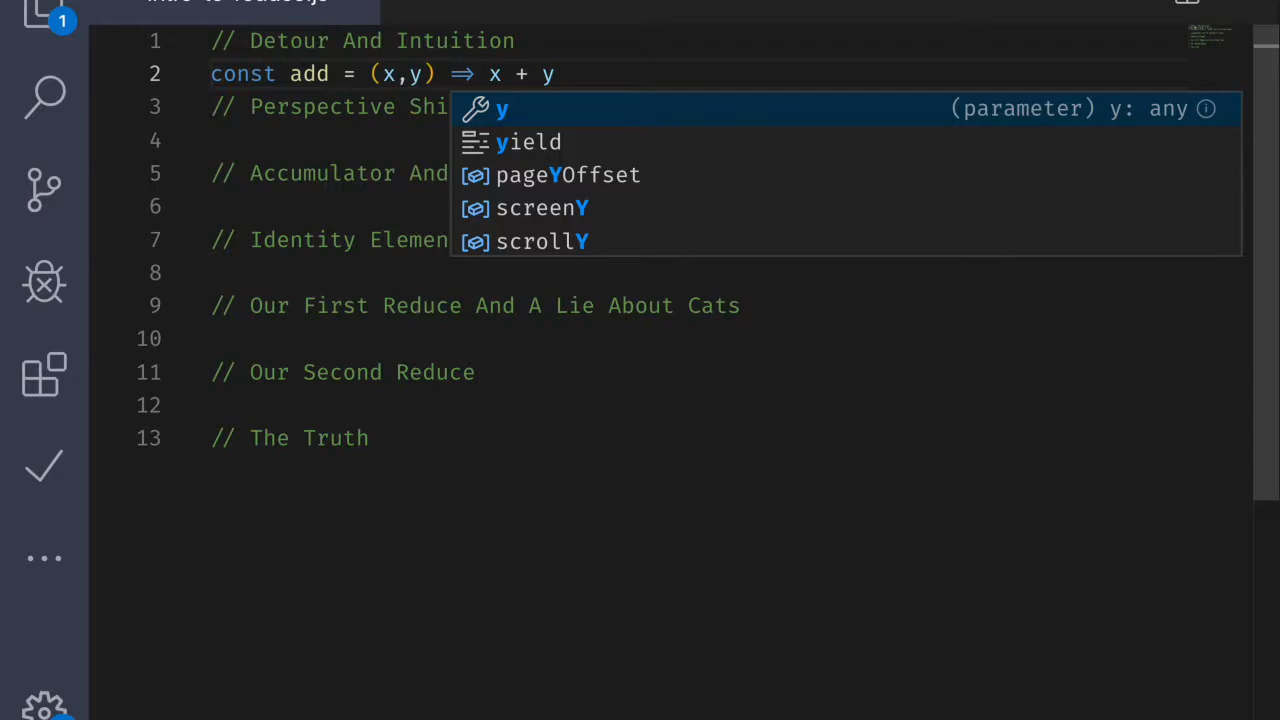 1
1 // Detour And Intuition
2 const add = (x,y) => x + y
y (parameter) y: any
3 // Perspective Shi
yield
4
pageYOffset
5 // Accumulator And
screenY
6
7 // Identity Elemen
scrollY
8
9 // Our First Reduce And A Lie About Cats
10
11 // Our Second Reduce
12
13 // The Truth